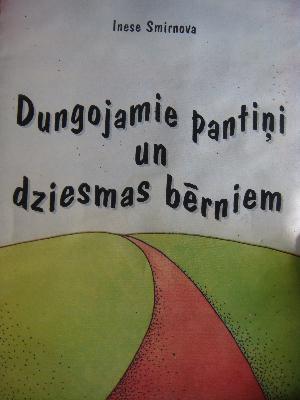 Inese Smirnova
Dungojamie pantiņi
un
dziesmas bērniem